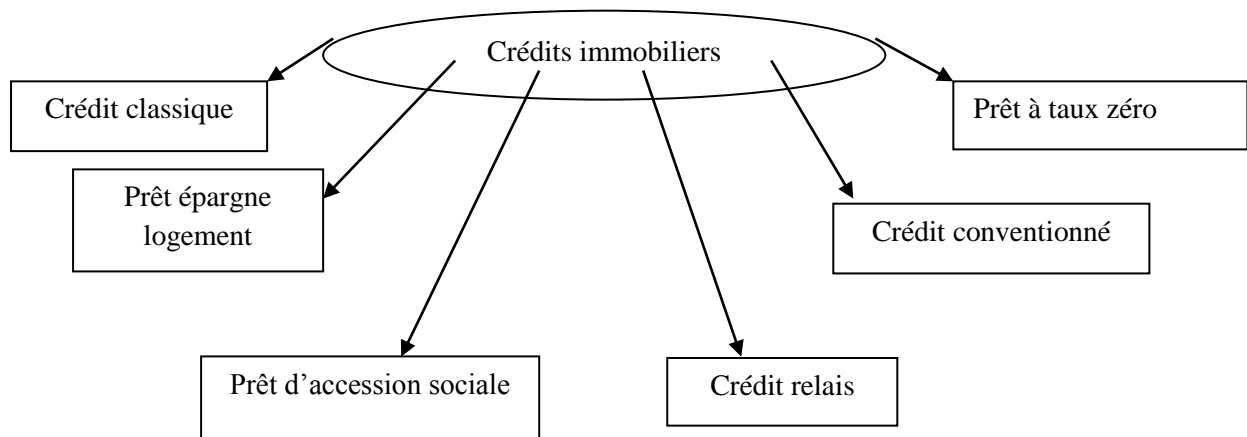 Crédits immobiliers
Crédit classique
Prêt à taux zéro
Prêt épargne
logement
Crédit conventionné
Prêt d’accession sociale
Crédit relais